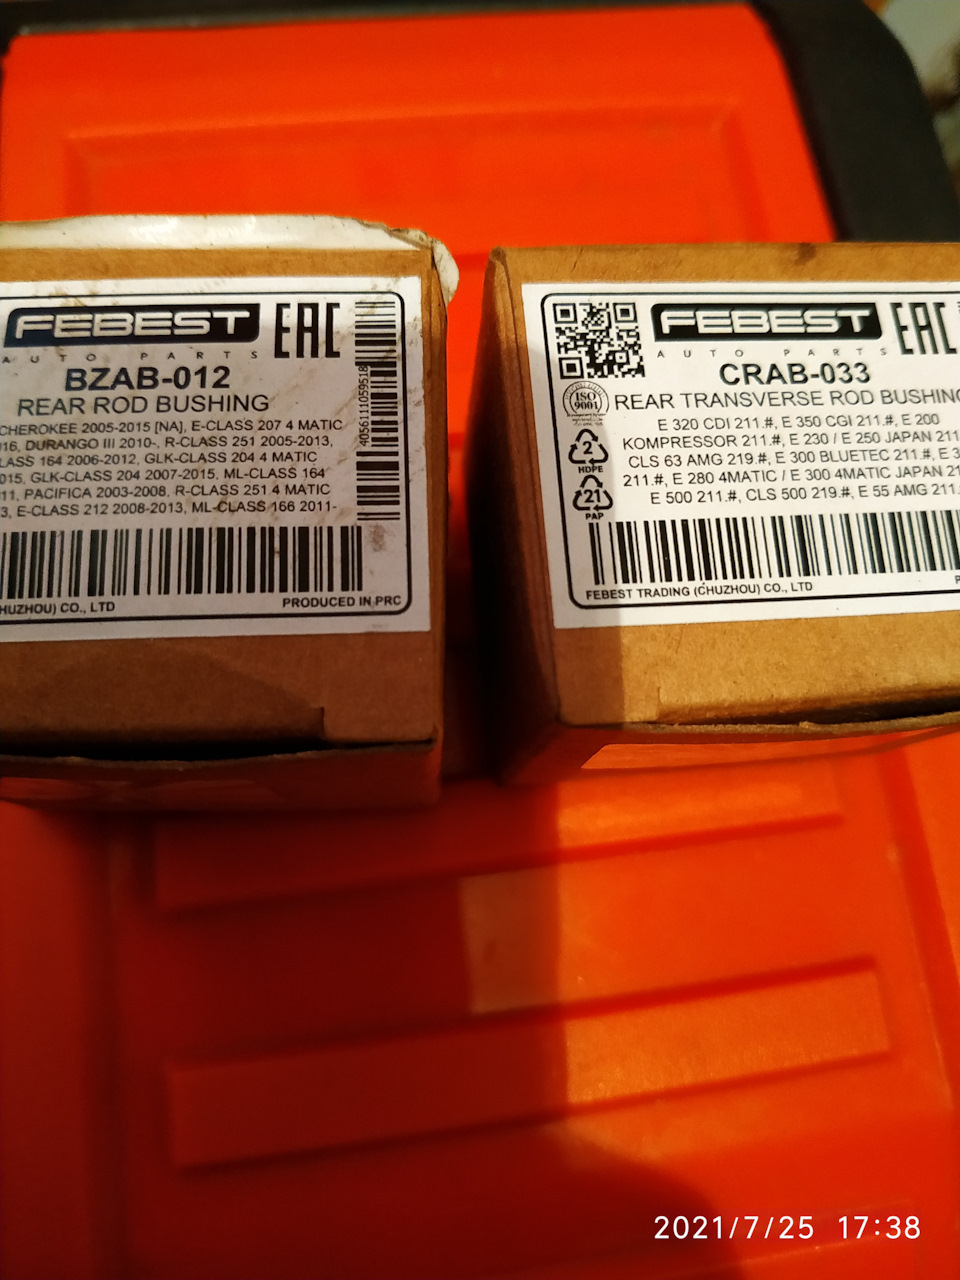 FEBEST
EAC
AUTO PARTS
BZAB-012
REAR ROD BUSHING
CHEROKEE 2005-2015 [NA], E-CLASS 207 4 MATIC
16, DURANGO III 2010-, R-CLASS 251 2005-2013,
LASS 164 2006-2012, GLK-CLASS 204 4 MATIC
015, GLK-CLASS 204 2007-2015, ML-CLASS 164
11, PACIFICA 2003-2008, R-CLASS 251 4 MATIC
3, E-CLASS 212 2008-2013, ML-CLASS 166 2011-
4056111059518
HUZHOU) CO., LTD
PRODUCED IN PRC
FEBEST
EAC
AUTO PARTS
CRAB-033
REAR TRANSVERSE ROD BUSHING
ISO
9001
2
HDPE
21
PAP
E 320 CDI 211.#, E 350 CGI 211.#, E 200
KOMPRESSOR 211.#, E 230 / E 250 JAPAN 211
CLS 63 AMG 219.#, E 300 BLUETEC 211.#, E 3
211.#, E 280 4MATIC / E 300 4MATIC JAPAN 21
E 500 211.#, CLS 500 219.#, E 55 AMG 211.
FEBEST TRADING (CHUZHOU) CO., LTD
P
2021/7/25 17:38